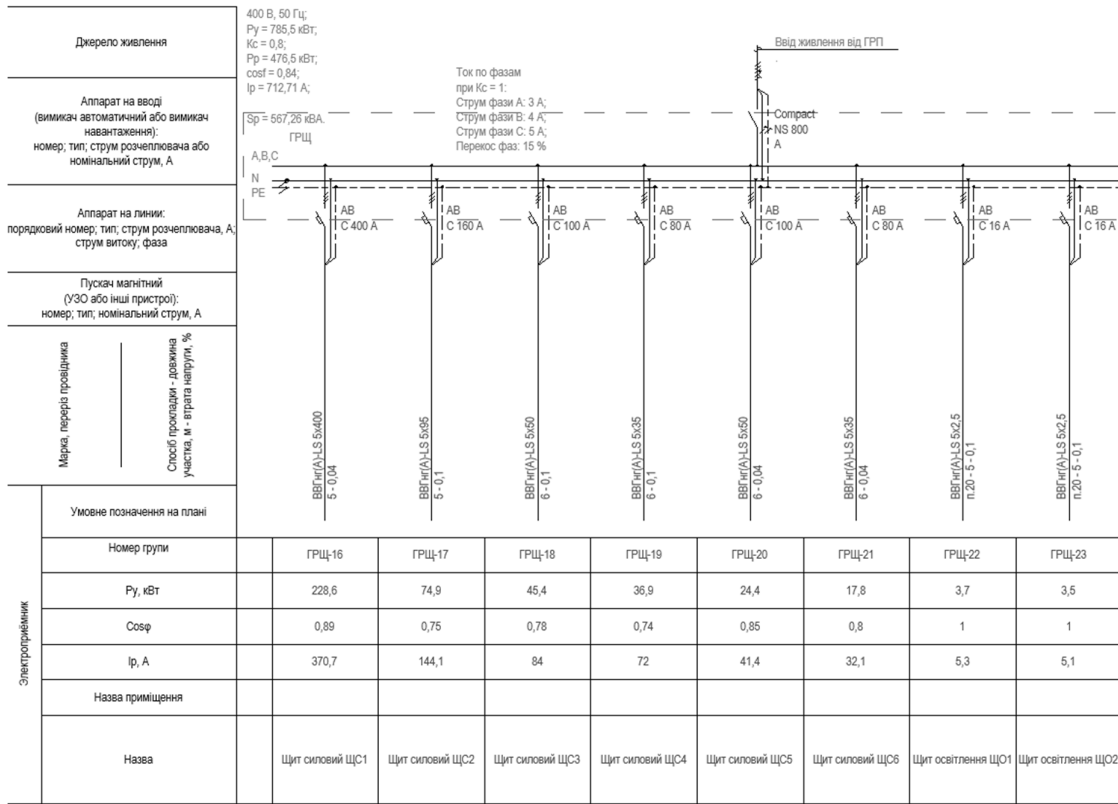 Джерело живлення
400 В, 50 Гц;
Ру = 785,5 кВт;
Кс = 0,8;
Рр = 476,5 кВт;
cosf = 0,84;
Ip = 712,71 А;
Sp = 567,26 кВА.
Ток по фазам
при Кс = 1:
Струм фази А: 3 А;
Струм фази В: 4 А;
Струм фази С: 5 А;
Перекос фаз: 15 %
Ввід живлення від ГРП
Compact
NS 800
А
Аппарат на вводі
(вимикач автоматичний або вимикач
навантаження):
номер; тип; струм розчеплювача або
номінальний струм, А
ГРЩ
А,В,С
N
PE
Аппарат на линии:
порядковий номер; тип; струм розчеплювача, А;
струм витоку; фаза
АВ
С 400 А
АВ
С 160 А
АВ
С 100 А
АВ
С 80 А
АВ
С 100 А
АВ
С 80 А
АВ
С 16 А
АВ
С 16 А
Пускач магнітний
(УЗО або інші пристрої):
номер; тип; номінальний струм, А
Марка, переріз провідника
Спосіб прокладки - довжина
участка, м - втрата напруги, %
ВВГнг(А)-LS 5x400
5 - 0,04
ВВГнг(А)-LS 5x95
5 - 0,1
ВВГнг(А)-LS 5x50
6 - 0,1
ВВГнг(А)-LS 5x35
6 - 0,1
ВВГнг(А)-LS 5x50
6 - 0,04
ВВГнг(А)-LS 5x35
6 - 0,04
ВВГнг(А)-LS 5x2,5
п.20 - 5 - 0,1
ВВГнг(А)-LS 5x2,5
п.20 - 5 - 0,1
Умовне позначення на плані
Электроприёмник
Номер групи ГРЩ-16 ГРЩ-17 ГРЩ-18 ГРЩ-19 ГРЩ-20 ГРЩ-21 ГРЩ-22 ГРЩ-23
Ру, кВт 228,6 74,9 45,4 36,9 24,4 17,8 3,7 3,5
Cosφ 0,89 0,75 0,78 0,74 0,85 0,8 1 1
Ip, А 370,7 144,1 84 72 41,4 32,1 5,3 5,1
Назва приміщення
Назва Щит силовий ЩС1 Щит силовий ЩС2 Щит силовий ЩС3 Щит силовий ЩС4 Щит силовий ЩС5 Щит силовий ЩС6 Щит освітлення ЩО1 Щит освітлення ЩО2